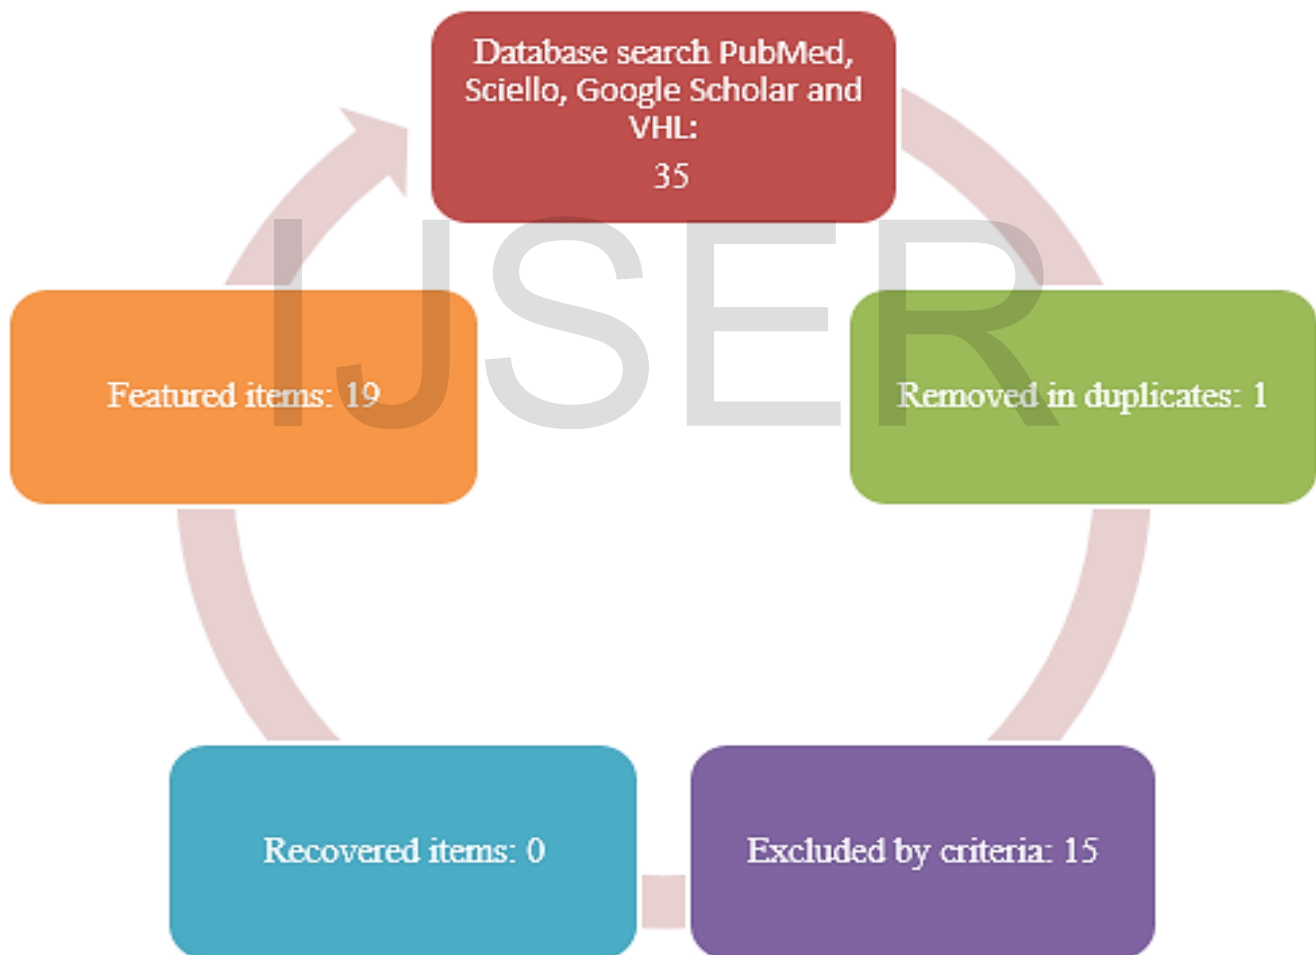 Database search PubMed,
Sciello, Google Scholar and
VHL:
35
Removed in duplicates: 1
Excluded by criteria: 15
Recovered items: 0
Featured items: 19
IJSER